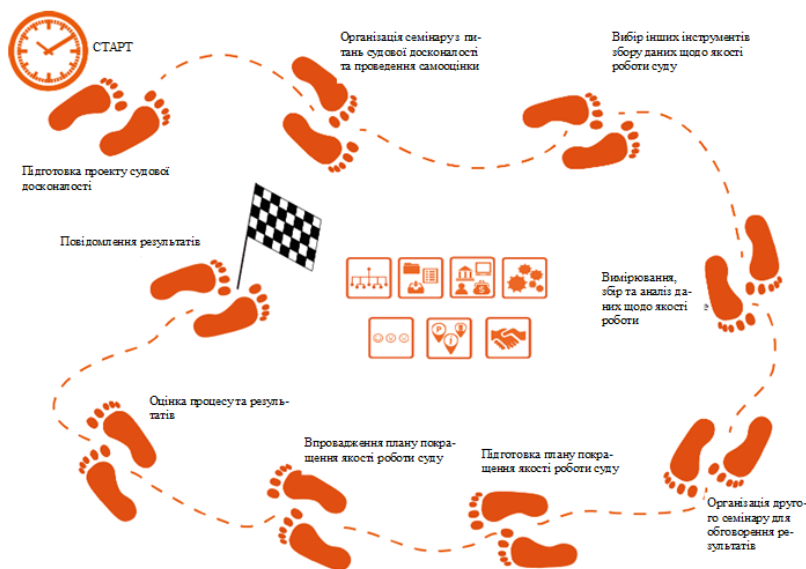 СТАРТ
Підготовка проекту судової
досконалості
Організація семінару з пи-
тань судової досконалості
та проведення самооцінки
Вибір інших інструментів
збору даних щодо якості
роботи суду
Вимірювання,
збір та аналіз да-
них щодо якості
роботи
Організація друго-
го семінару для
обговорення ре-
зультатів
Підготовка плану покра-
щення якості роботи суду
Впровадження плану покра-
щення якості роботи суду
Оцінка процесу та резуль-
татів
Повідомлення результатів